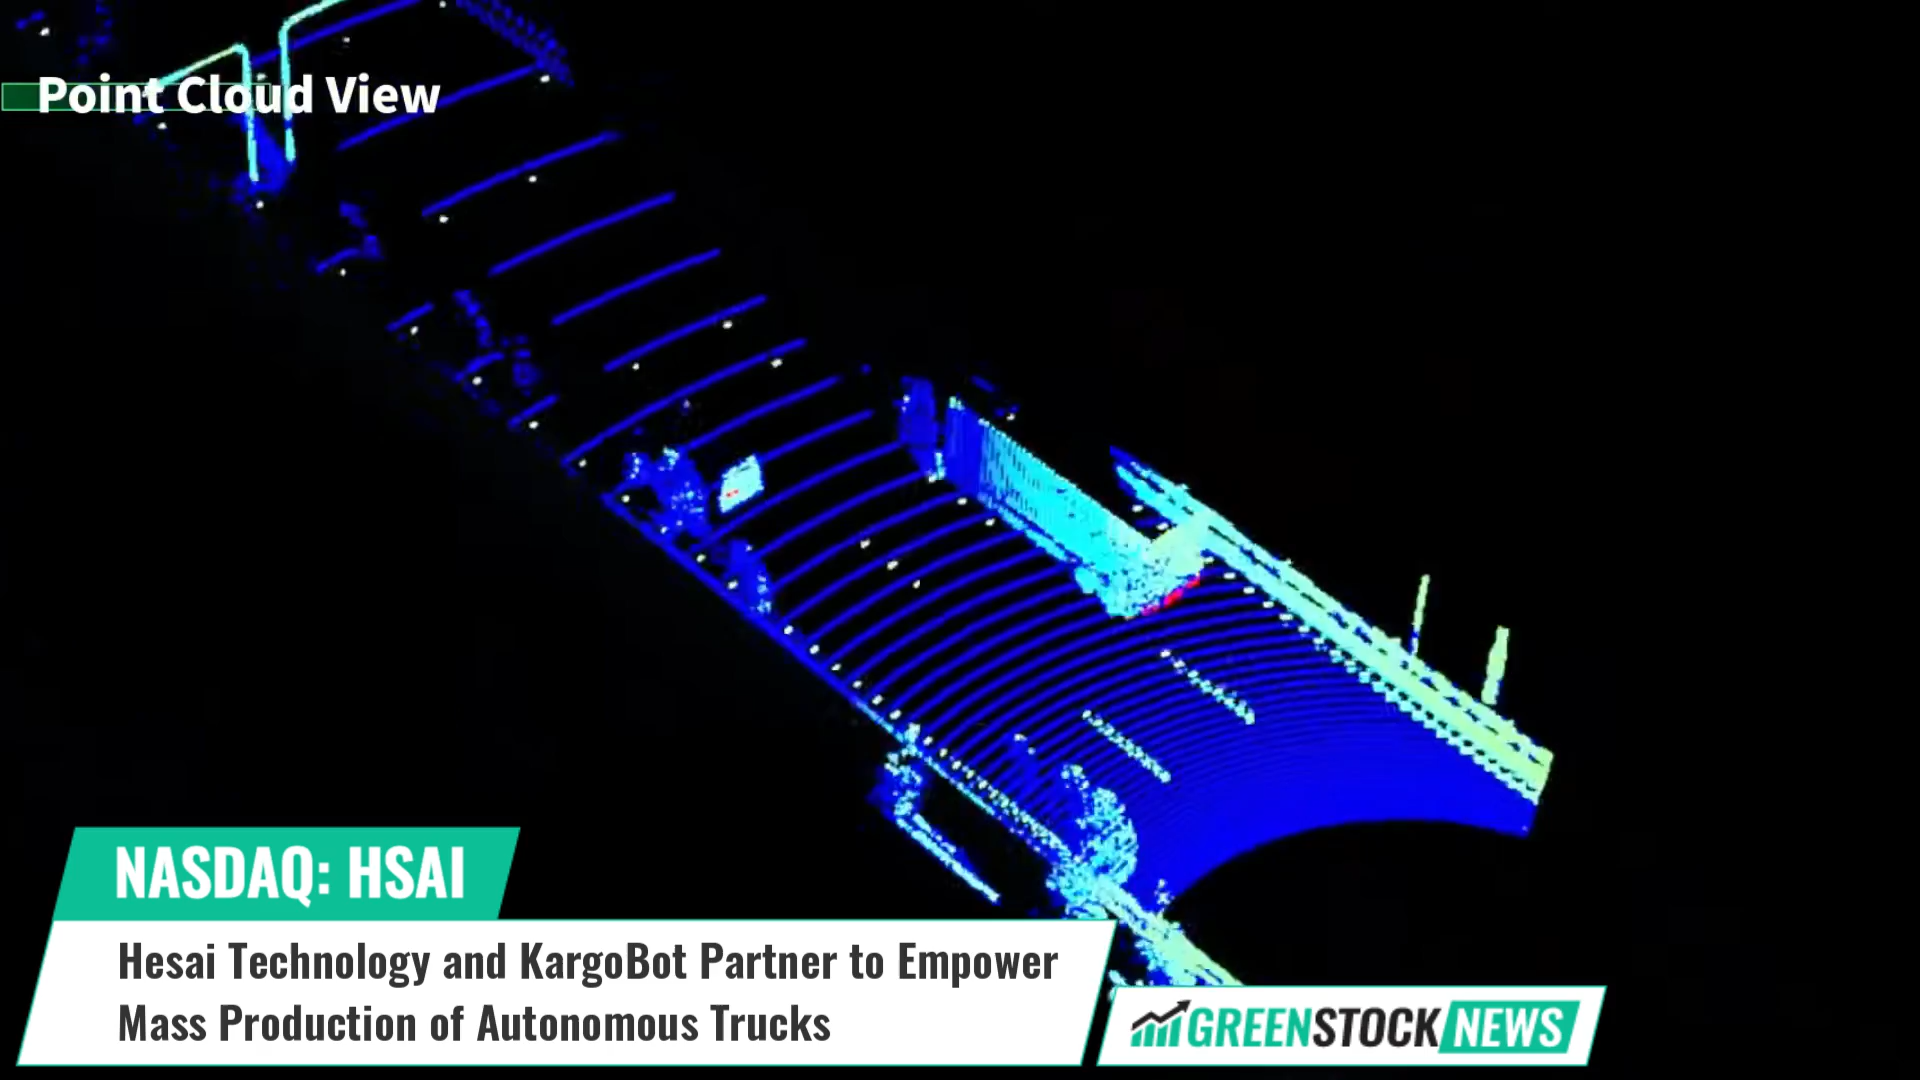 Point Cloud View
NASDAQ: HSAI
Hesai Technology and KargoBot Partner to Empower
Mass Production of Autonomous Trucks
GREENSTOCK NEWS